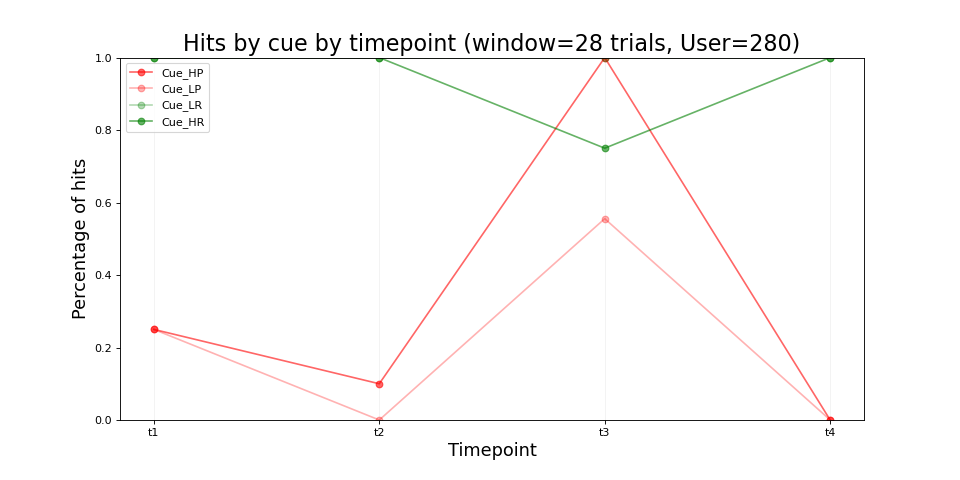 Hits by cue by timepoint (window=28 trials, User=280)
Percentage of hits
1.0
0.8
0.6
0.4
0.2
0.0
Cue_HP
Cue_LP
Cue_LR
Cue_HR
t1 t2 t3 t4
Timepoint